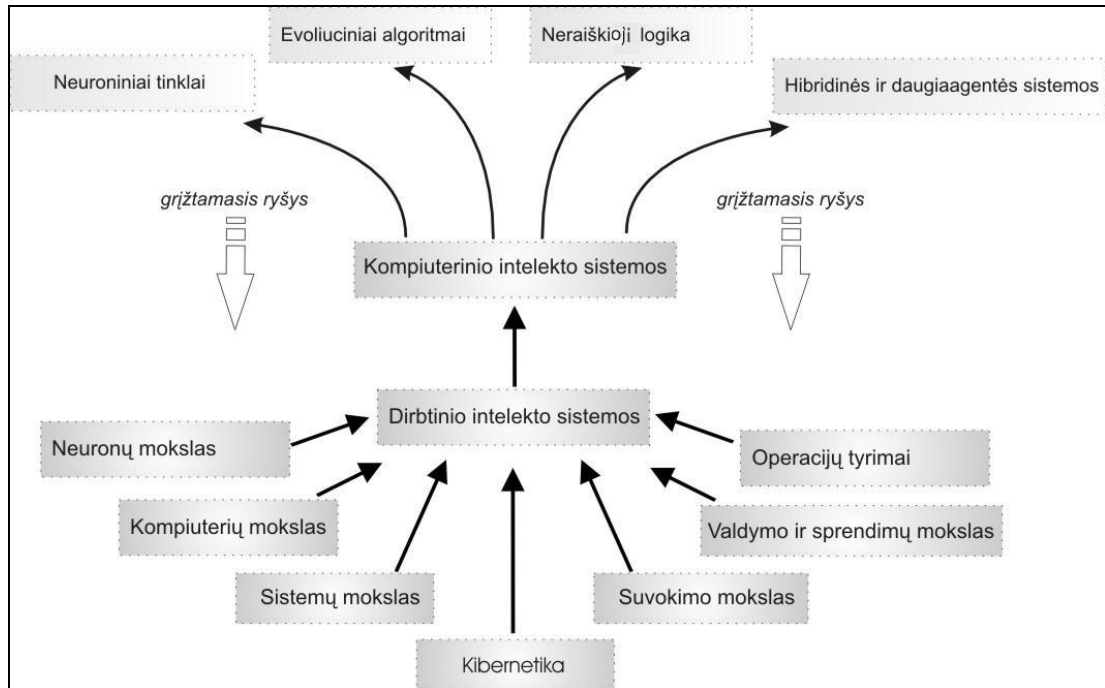 Evoliuciniai algoritmai
Neraiškioji logika
Neuroniniai tinklai
Hibridinės ir daugiaagentės sistemos
grįžtamasis ryšys
grįžtamasis ryšys
Kompiuterinio intelekto sistemos
Dirbtinio intelekto sistemos
Neuronų mokslas
Operacijų tyrimai
Kompiuterių mokslas
Valdymo ir sprendimų mokslas
Sistemų mokslas
Suvokimo mokslas
Kibernetika